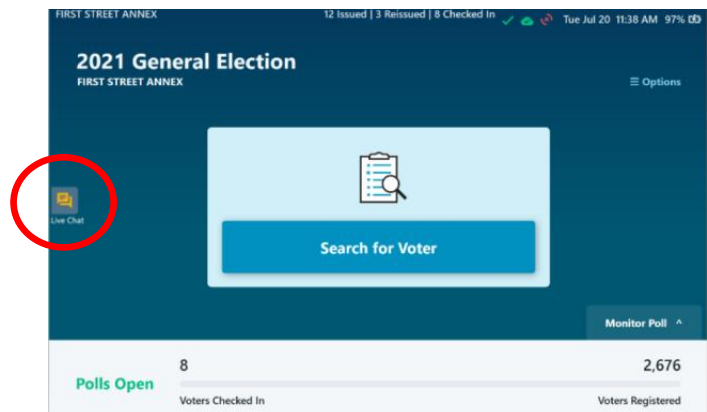 FIRST STREET ANNEX
12 Issued | 3 Reissued | 8 Checked In
Tue Jul 20 11:38 AM 97%
2021 General Election
FIRST STREET ANNEX
☰ Options
Live Chat
Search for Voter
Monitor Poll ^
8
2,676
Polls Open
Voters Checked In
Voters Registered